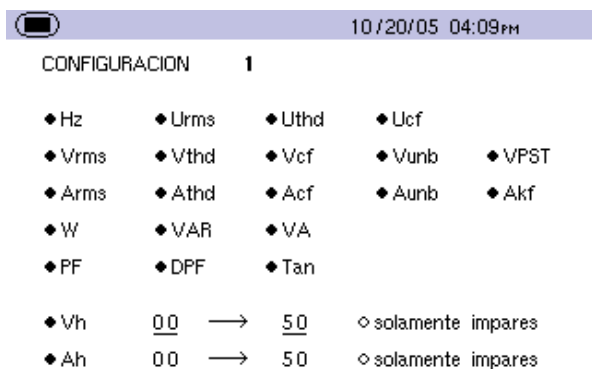 10/20/05 04:09PM
CONFIGURACION 1
Hz Urms Uthd Ucf
Vrms Vthd Vcf Vunb VPST
Arms Athd Acf Aunb Akf
W VAR VA
PF DPF Tan
Vh 00 → 50 solamente impares
Ah 00 → 50 solamente impares